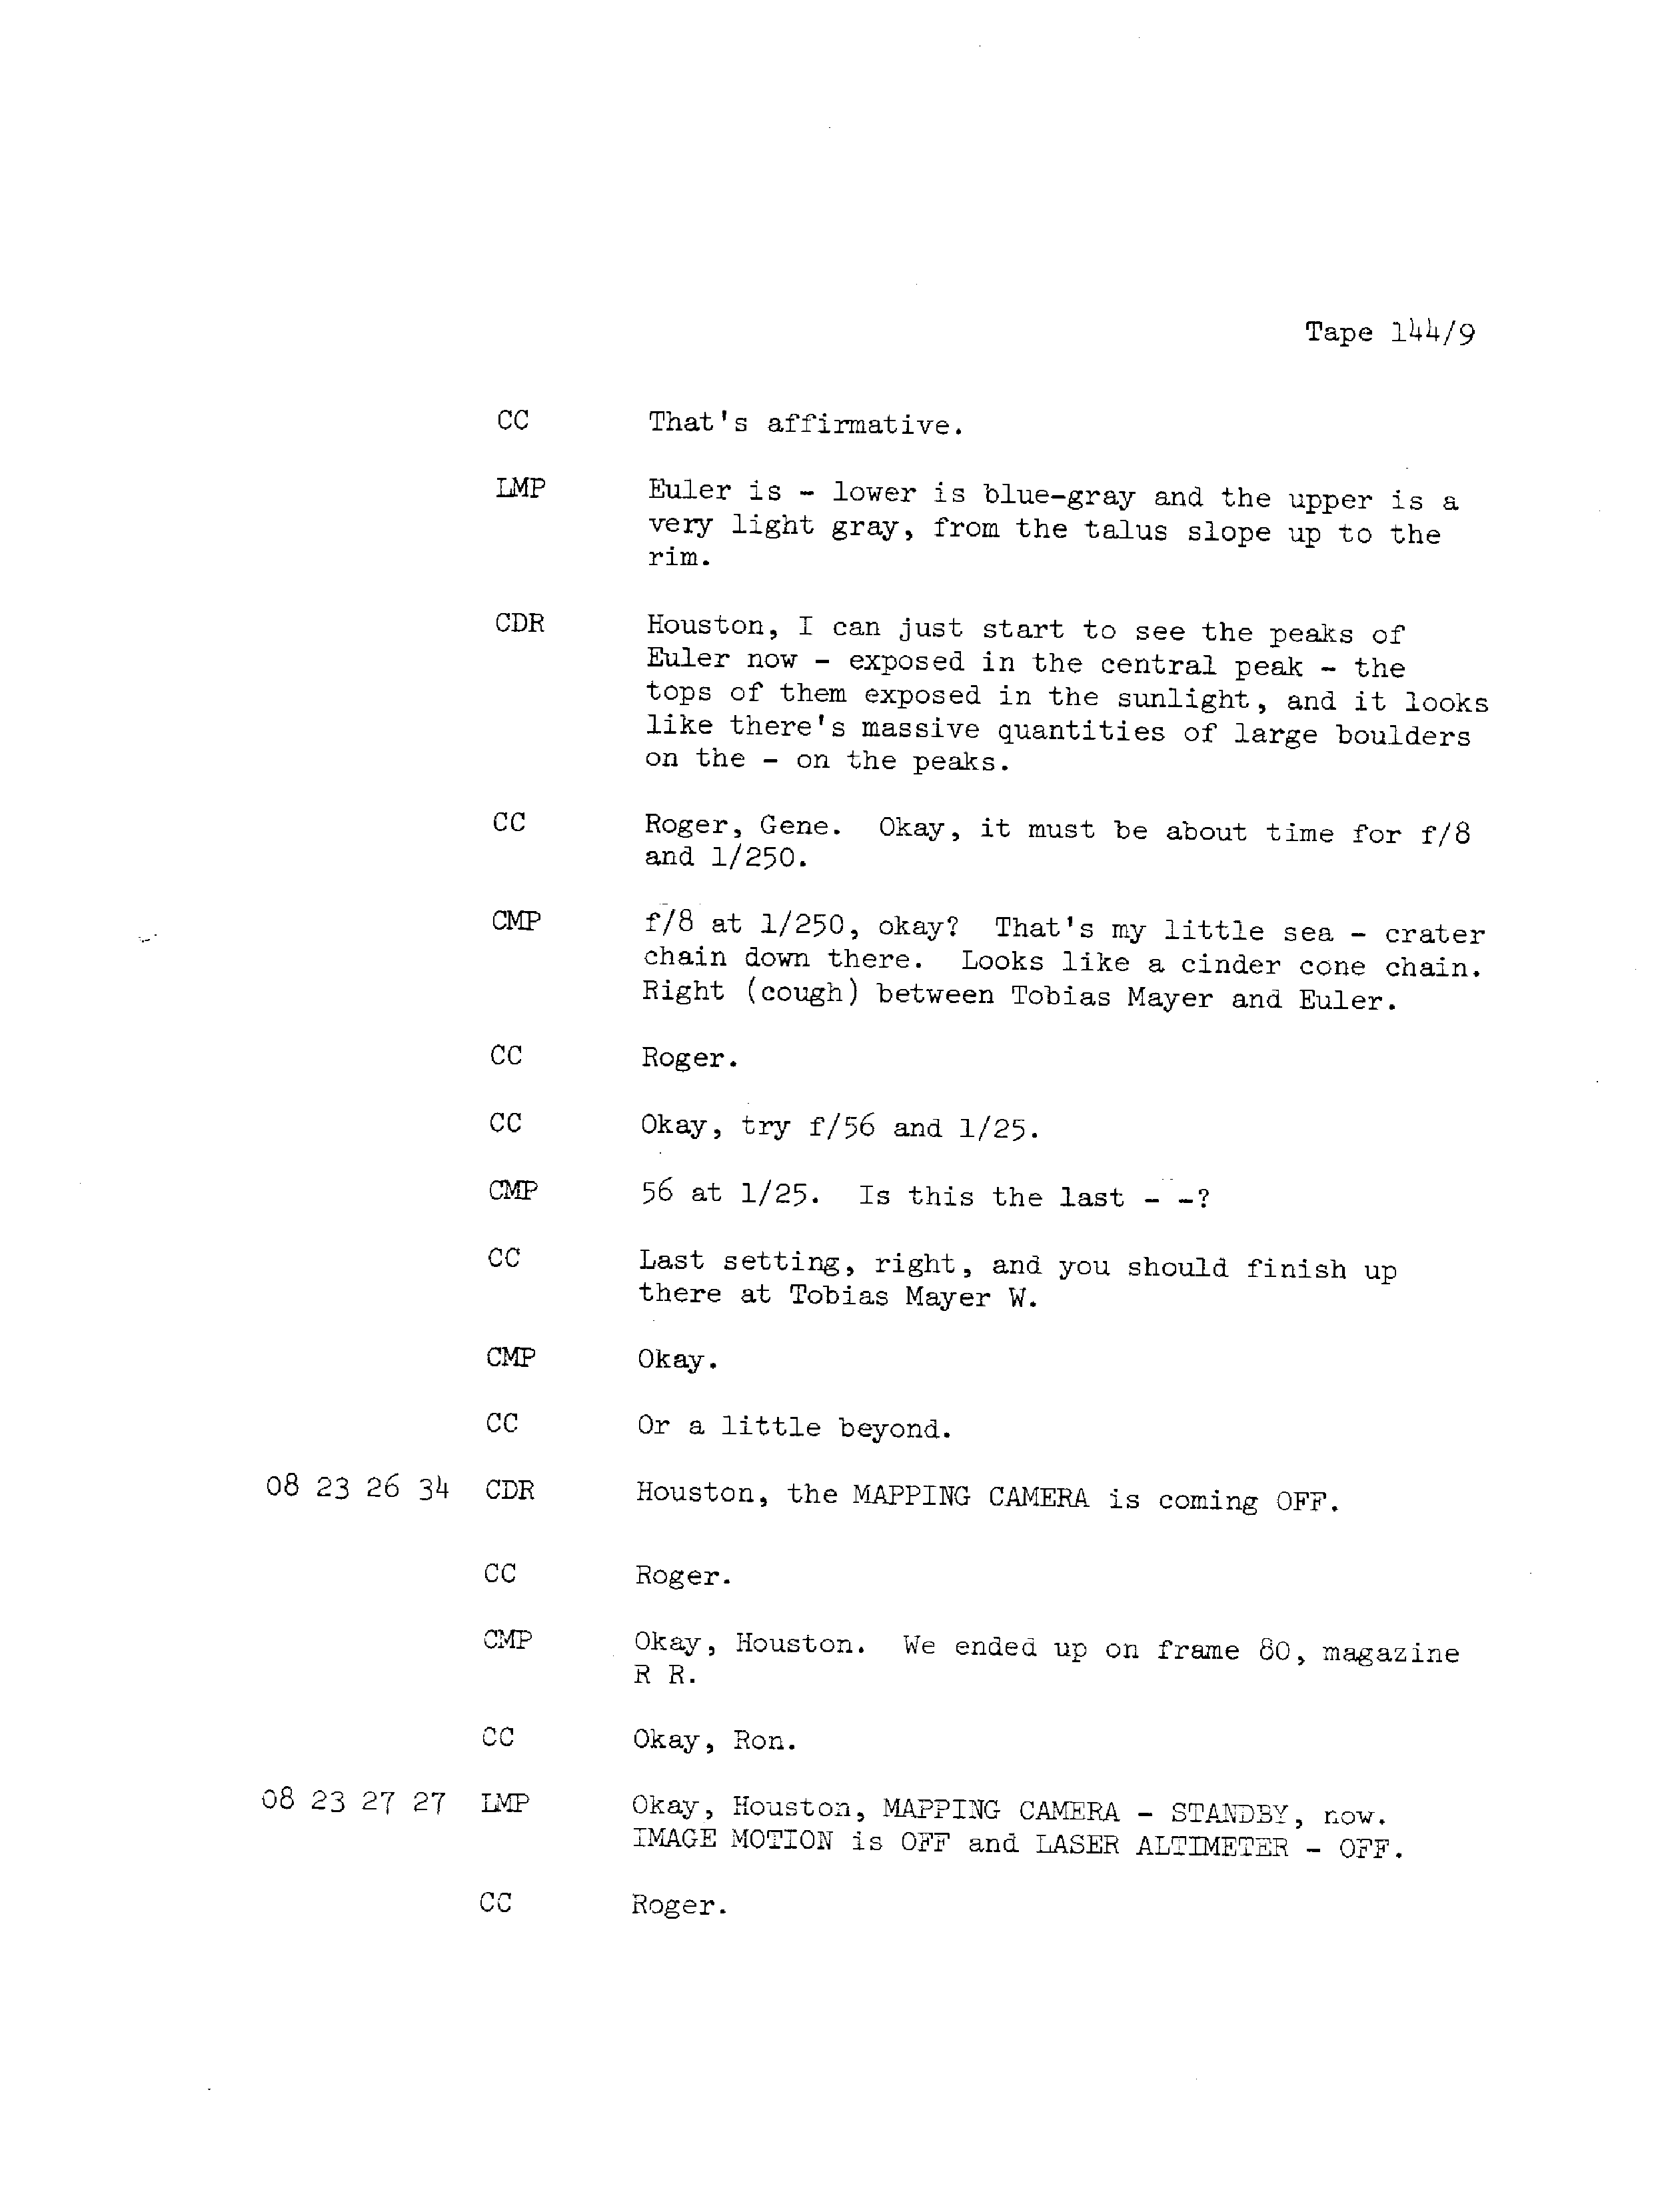 Tape 144/9
CC That's affirmative.
LMP Euler is - lower is blue-gray and the upper is a
very light gray, from the talus slope up to the
rim.
CDR Houston, I can just start to see the peaks of
Euler now - exposed in the central peak - the
tops of them exposed in the sunlight, and it looks
like there's massive quantities of large boulders
on the - on the peaks.
CC Roger, Gene. Okay, it must be about time for f/8
and 1/250.
CMP f/8 at 1/250, okay? That's my little sea - crater
chain down there. Looks like a cinder cone chain.
Right (cough) between Tobias Mayer and Euler.
CC Roger.
CC Okay, try f/56 and 1/25.
CMP 56 at 1/25. Is this the last - -?
CC Last setting, right, and you should finish up
there at Tobias Mayer W.
CMP Okay.
CC Or a little beyond.
08 23 26 34 CDR Houston, the MAPPING CAMERA is coming OFF.
CC Roger.
CMP Okay, Houston. We ended up on frame 80, magazine
R R.
CC Okay, Ron.
08 23 27 27 LMP Okay, Houston, MAPPING CAMERA - STANDBY, now.
IMAGE MOTION is OFF and LASER ALTIMETER - OFF.
CC Roger.